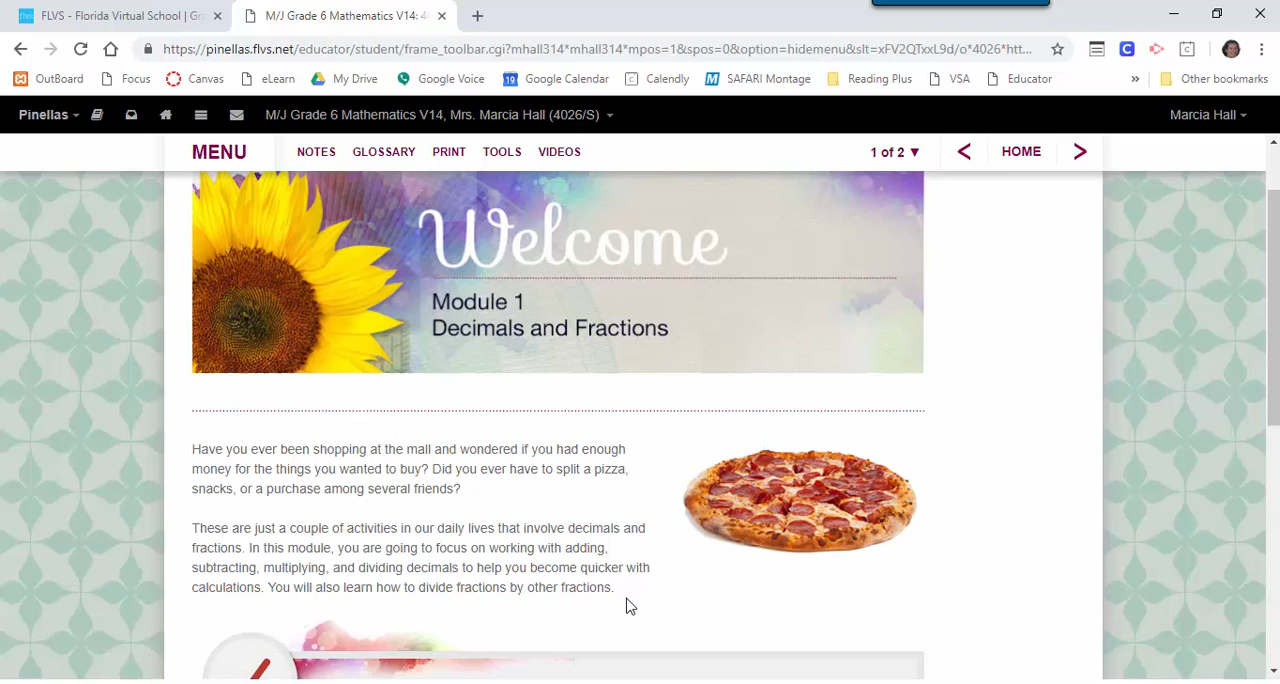 FLVS - Florida Virtual School | Gr
M/J Grade 6 Mathematics V14: 4
https://pinellas.flvs.net/educator/student/frame_toolbar.cgi?mhall314*mhall314*mpos=1&spos=0&option=hidemenu&slt=xFV2QTxxL9d/o*4026*htt...
OutBoard Focus Canvas eLearn My Drive Google Voice 19 Google Calendar Calendly SAFARI Montage Reading Plus VSA Educator » Other bookmarks
Pinellas M/J Grade 6 Mathematics V14, Mrs. Marcia Hall (4026/S) Marcia Hall
MENU NOTES GLOSSARY PRINT TOOLS VIDEOS 1 of 2 ▼ < HOME >
Welcome
Module 1
Decimals and Fractions
Have you ever been shopping at the mall and wondered if you had enough
money for the things you wanted to buy? Did you ever have to split a pizza,
snacks, or a purchase among several friends?
These are just a couple of activities in our daily lives that involve decimals and
fractions. In this module, you are going to focus on working with adding,
subtracting, multiplying, and dividing decimals to help you become quicker with
calculations. You will also learn how to divide fractions by other fractions.